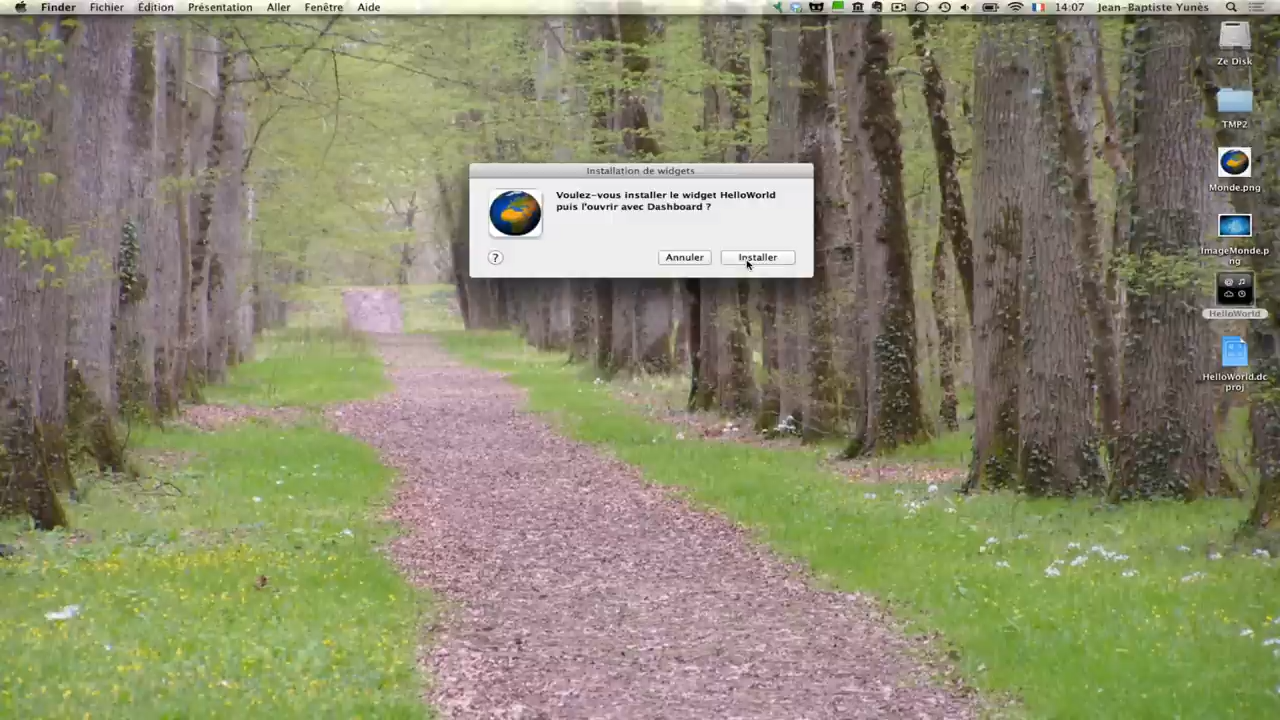 Finder Fichier Édition Présentation Aller Fenêtre Aide 14:07 Jean-Baptiste Yunès
Installation de widgets
Voulez-vous installer le widget HelloWorld
puis l'ouvrir avec Dashboard ?
? Annuler Installer
Ze Disk
TMP2
Monde.png
ImageMonde.p
ng
HelloWorld
HelloWorld.dc
proj